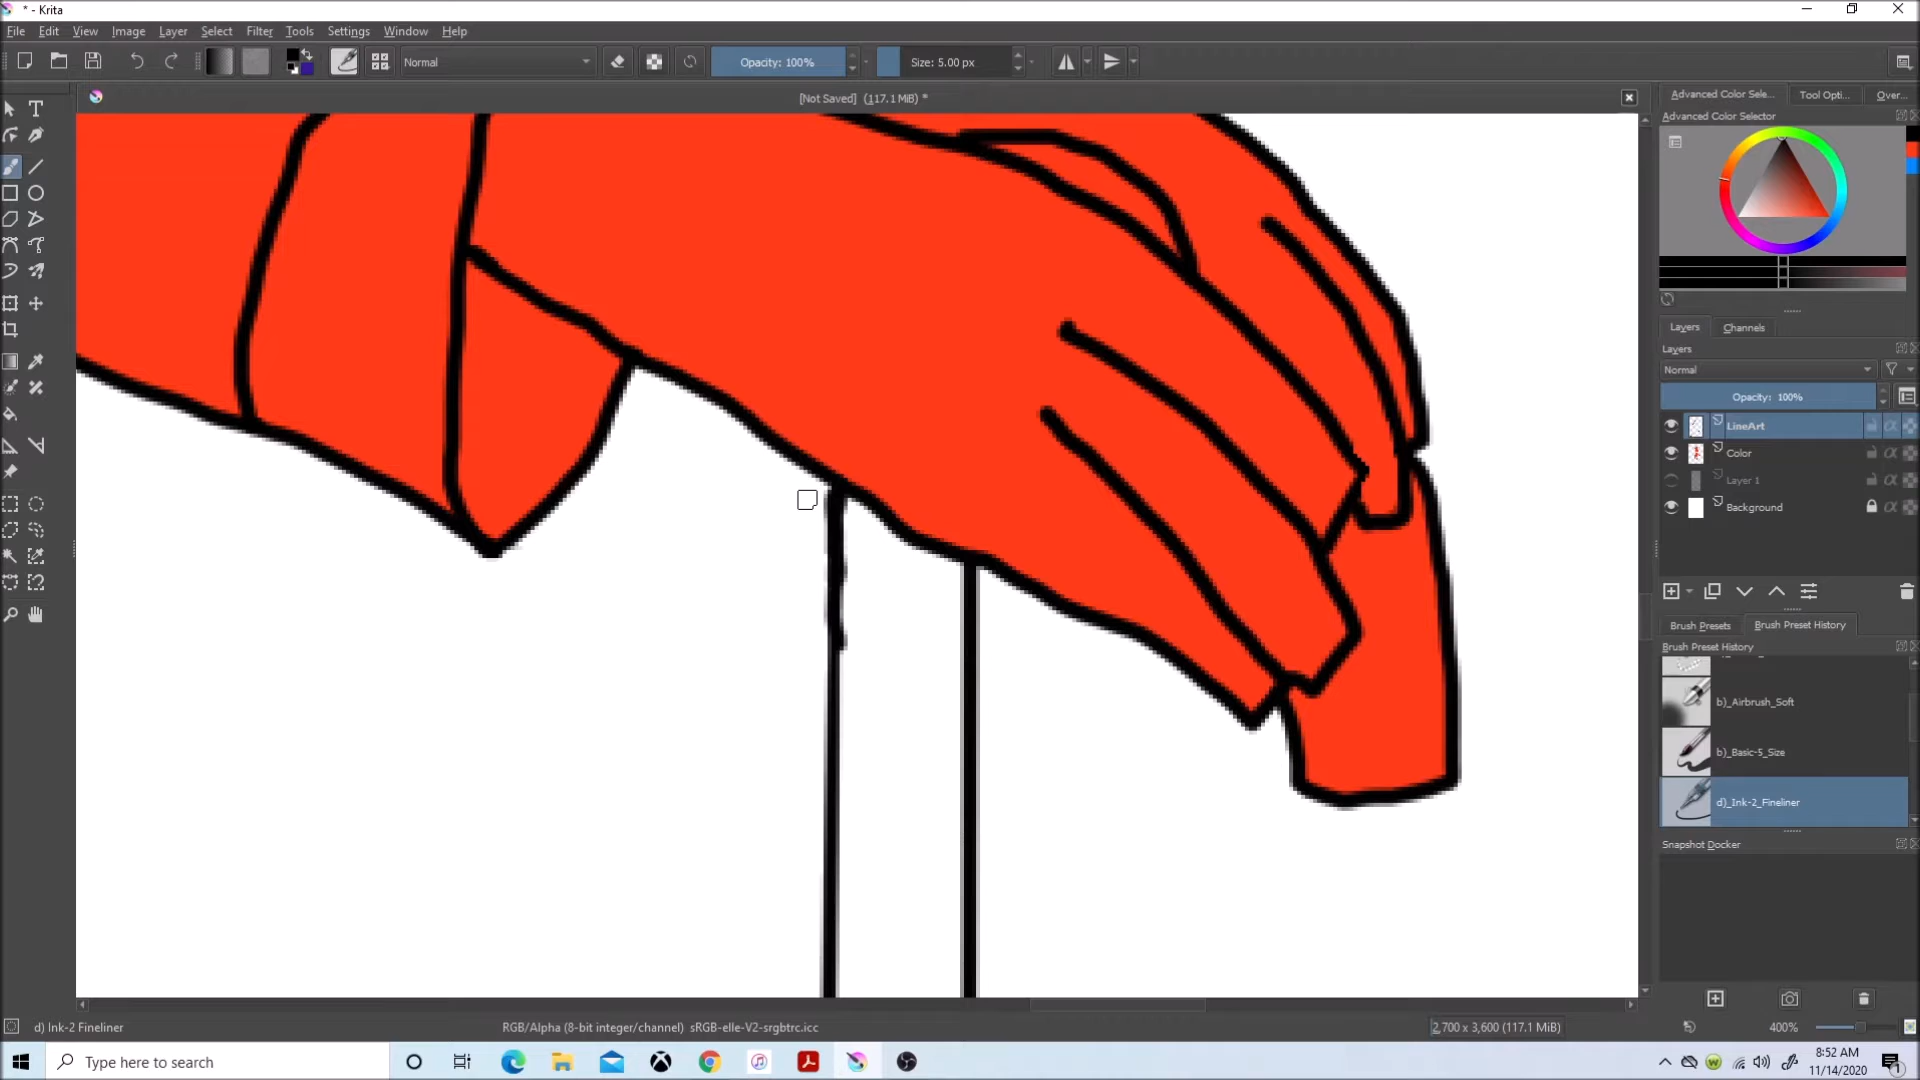 * - Krita
File Edit View Image Layer Select Filter Tools Settings Window Help
Normal Opacity: 100% Size: 5.00 px
[Not Saved] (117.1 MiB) *
Advanced Color Sele... Tool Opti... Over...
Advanced Color Selector
Layers Channels
Layers
Normal
Opacity: 100%
LineArt
Color
Layer 1
Background
Brush Presets Brush Preset History
Brush Preset History
b)_Airbrush_Soft
b)_Basic-5_Size
d)_Ink-2_Fineliner
Snapshot Docker
d) Ink-2 Fineliner RGB/Alpha (8-bit integer/channel) sRGB-elle-V2-srgbtrc.icc 2,700 x 3,600 (117.1 MiB) 400%
Type here to search
8:52 AM
11/14/2020
1